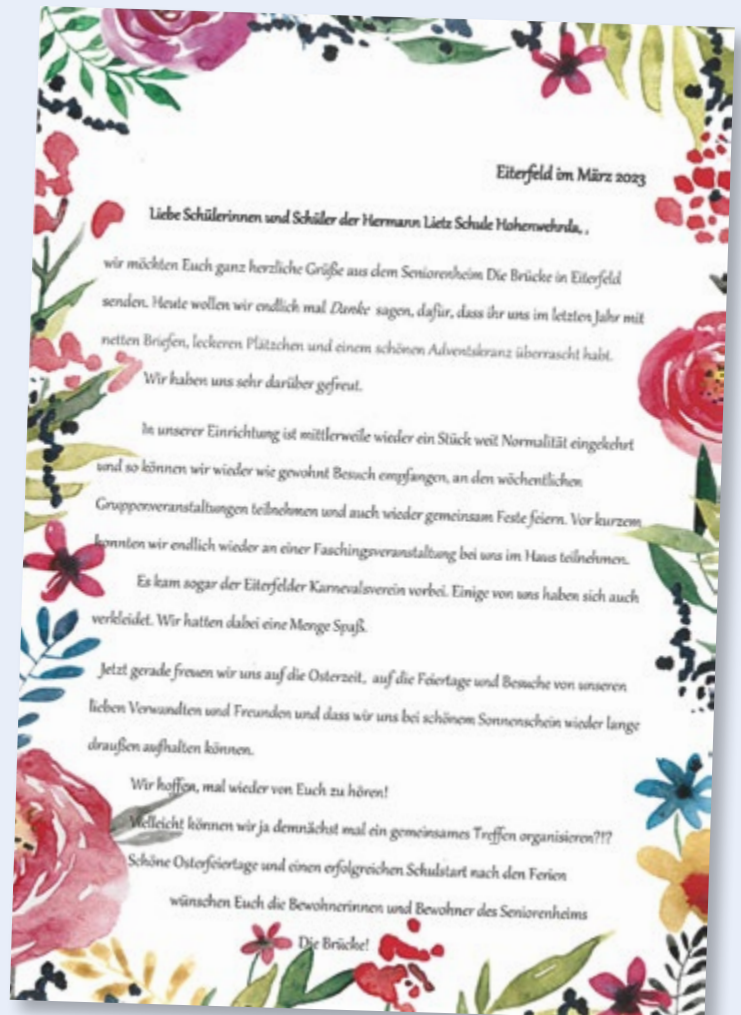 Eiterfeld im März 2023
Liebe Schülerinnen und Schüler der Hermann Lietz Schule Hohenwehrda, .
wir möchten Euch ganz herzliche Grüße aus dem Seniorenheim Die Brücke in Eiterfeld
senden. Heute wollen wir endlich mal Danke sagen, dafür, dass ihr uns im letzten Jahr mit
netten Briefen, leckeren Plätzchen und einem schönen Adventskranz überrascht habt.
Wir haben uns sehr darüber gefreut.
In unserer Einrichtung ist mittlerweile wieder ein Stück weit Normalität eingekehrt
und so können wir wieder wie gewohnt Besuch empfangen, an den wöchentlichen
Gruppenveranstaltungen teilnehmen und auch wieder gemeinsam Feste feiern. Vor kurzem
konnten wir endlich wieder an einer Faschingsveranstaltung bei uns im Haus teilnehmen.
Es kam sogar der Eiterfelder Karnevalsverein vorbei. Einige von uns haben sich auch
verkleidet. Wir hatten dabei eine Menge Spaß.
Jetzt gerade freuen wir uns auf die Osterzeit, auf die Feiertage und Besuche von unseren
lieben Verwandten und Freunden und dass wir uns bei schönem Sonnenschein wieder lange
draußen aufhalten können.
Wir hoffen, mal wieder von Euch zu hören!
Vielleicht können wir ja demnächst mal ein gemeinsames Treffen organisieren?!?
Schöne Osterfeiertage und einen erfolgreichen Schulstart nach den Ferien
wünschen Euch die Bewohnerinnen und Bewohner des Seniorenheims
Die Brücke!